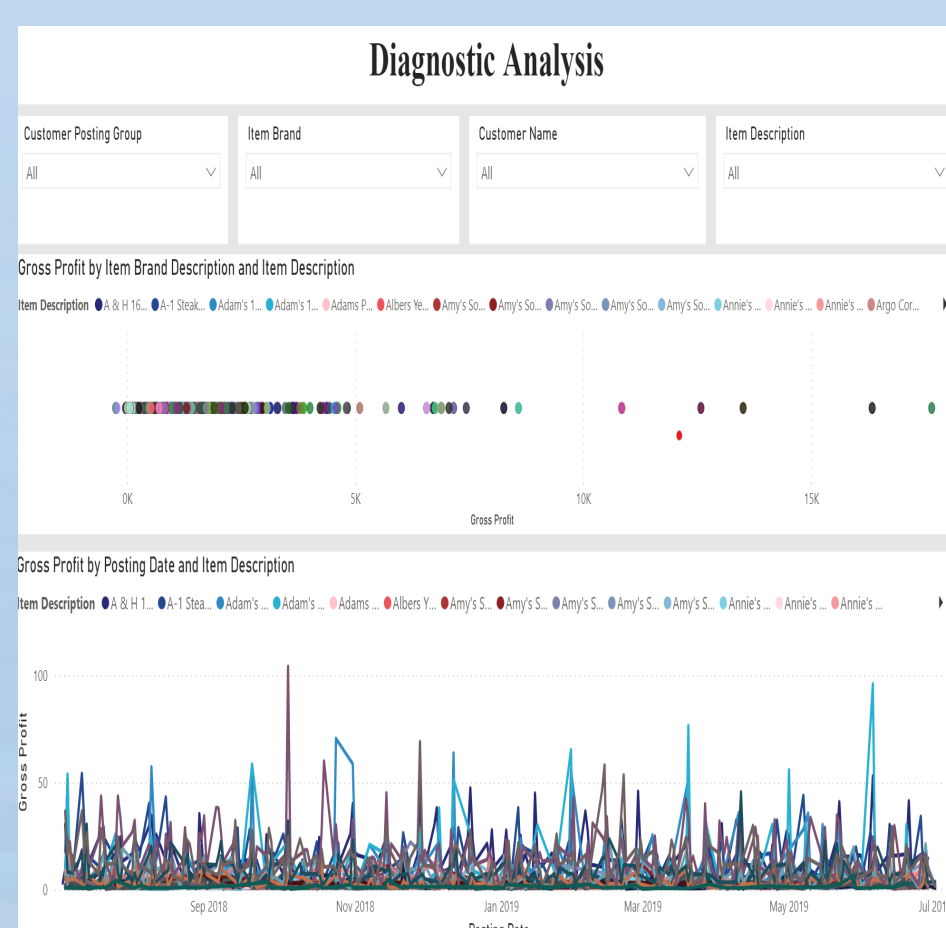 Diagnostic Analysis
Customer Posting Group Item Brand Customer Name Item Description
All All All All
Gross Profit by Item Brand Description and Item Description
Item Description A & H 16... A-1 Steak... Adam's 1... Adam's 1... Adams P... Albers Ye... Amy's So... Amy's So... Amy's So... Amy's So... Amy's So... Annie's ... Annie's ... Annie's ... Argo Cor...
0K 5K 10K 15K
Gross Profit
Gross Profit by Posting Date and Item Description
Item Description A & H 1... A-1 Stea... Adam's ... Adam's ... Adams ... Albers Y... Amy's S... Amy's S... Amy's S... Amy's S... Amy's S... Annie's ... Annie's ... Annie's ...
Gross Profit
100
50
0
Sep 2018 Nov 2018 Jan 2019 Mar 2019 May 2019 Jul 201